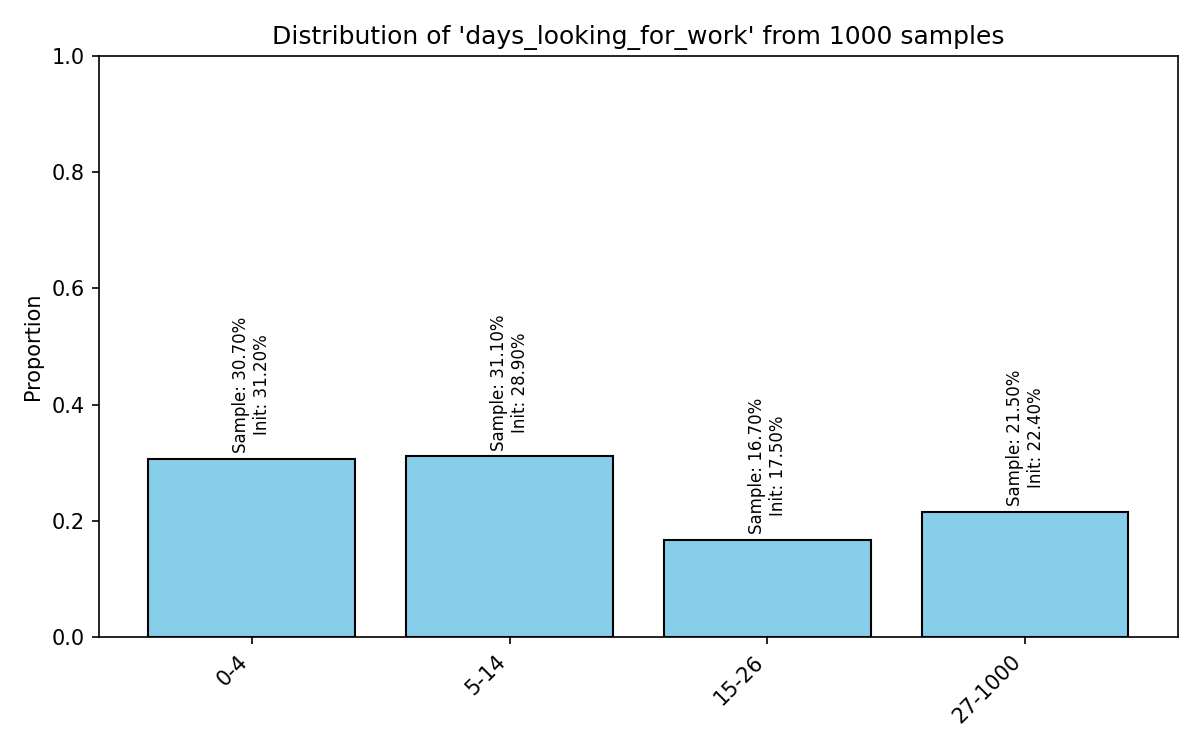 Distribution of 'days_looking_for_work' from 1000 samples
Proportion
1.0
0.8
0.6
0.4
0.2
0.0
Sample: 30.70%
Init: 31.20%
Sample: 31.10%
Init: 28.90%
Sample: 16.70%
Init: 17.50%
Sample: 21.50%
Init: 22.40%
0-4
5-14
15-26
27-1000